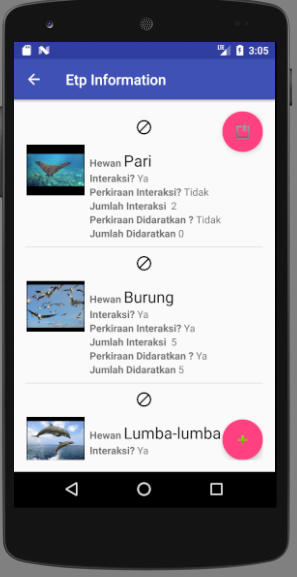 3:05
Etp Information
Hewan Pari
Interaksi? Ya
Perkiraan Interaksi? Tidak
Jumlah Interaksi 2
Perkiraan Didaratkan ? Tidak
Jumlah Didaratkan 0
Hewan Burung
Interaksi? Ya
Perkiraan Interaksi? Ya
Jumlah Interaksi 5
Perkiraan Didaratkan ? Ya
Jumlah Didaratkan 5
Hewan Lumba-lumba
Interaksi? Ya